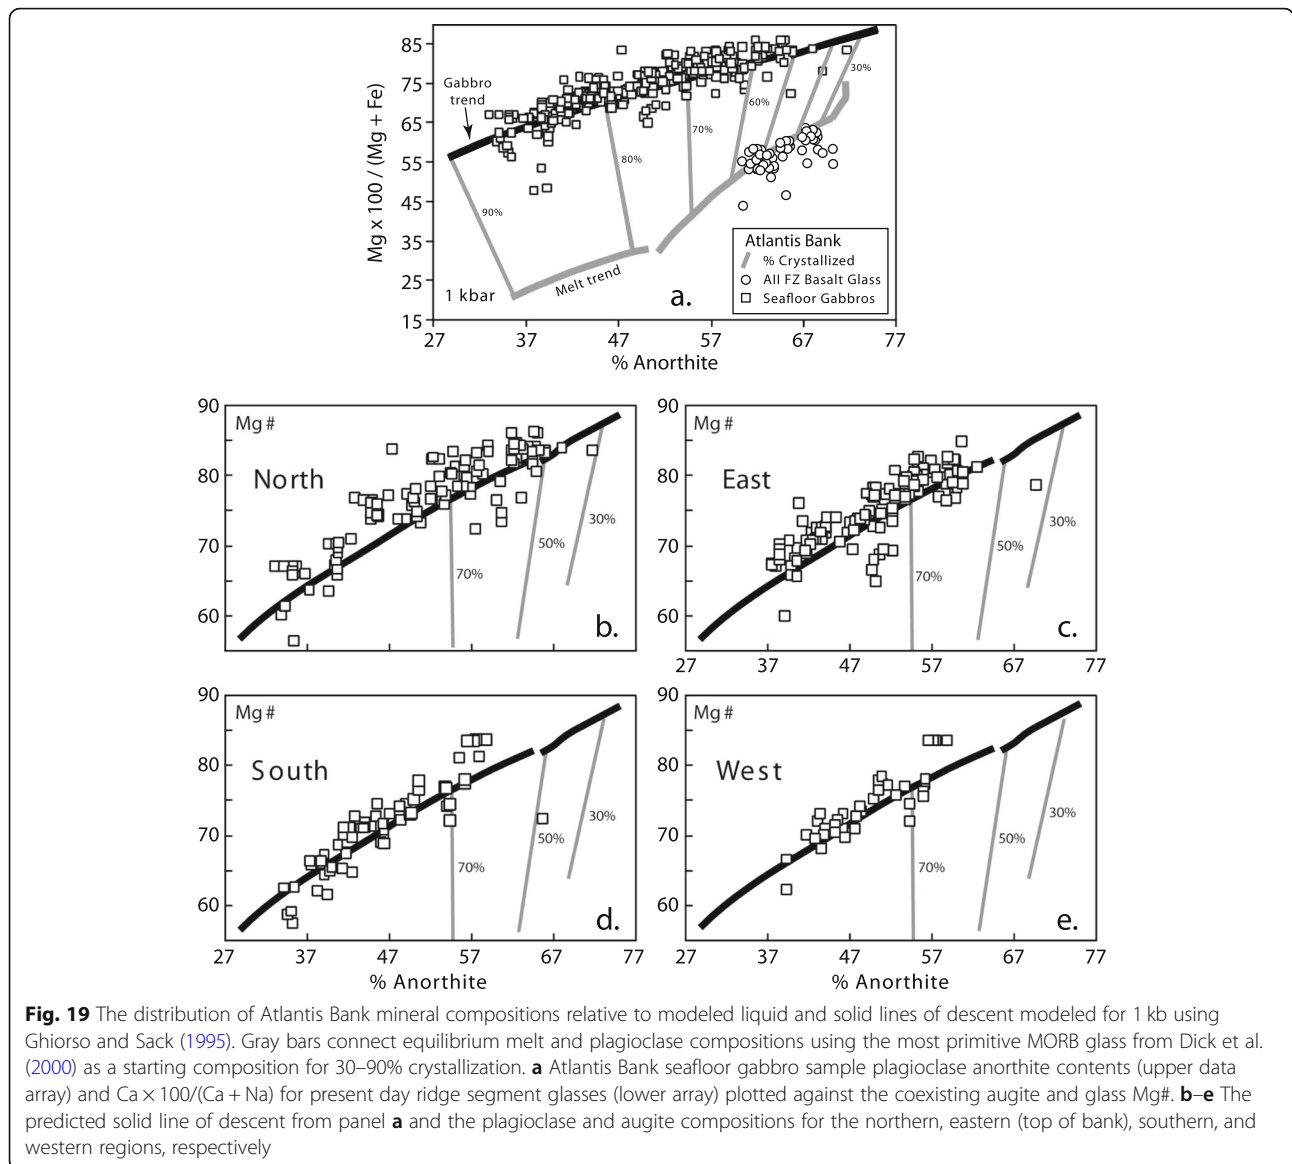 85
75
65
55
45
35
25
15
Mg x 100 / (Mg + Fe)
Gabbro
trend
90%
80%
70%
60%
30%
Melt trend
1 kbar
a.
Atlantis Bank
% Crystallized
AII FZ Basalt Glass
Seafloor Gabbros
27 37 47 57 67 77
% Anorthite
90
80
70
60
Mg #
North
70%
50%
30%
b.
Mg #
East
70%
50%
30%
c.
27 37 47 57 67 77
90
80
70
60
Mg #
South
70%
50%
30%
d.
27 37 47 57 67 77
% Anorthite
Mg #
West
70%
50%
30%
e.
27 37 47 57 67 77
% Anorthite
Fig. 19 The distribution of Atlantis Bank mineral compositions relative to modeled liquid and solid lines of descent modeled for 1 kb using
Ghiorso and Sack (1995). Gray bars connect equilibrium melt and plagioclase compositions using the most primitive MORB glass from Dick et al.
(2000) as a starting composition for 30–90% crystallization. a Atlantis Bank seafloor gabbro sample plagioclase anorthite contents (upper data
array) and Ca × 100/(Ca + Na) for present day ridge segment glasses (lower array) plotted against the coexisting augite and glass Mg#. b–e The
predicted solid line of descent from panel a and the plagioclase and augite compositions for the northern, eastern (top of bank), southern, and
western regions, respectively